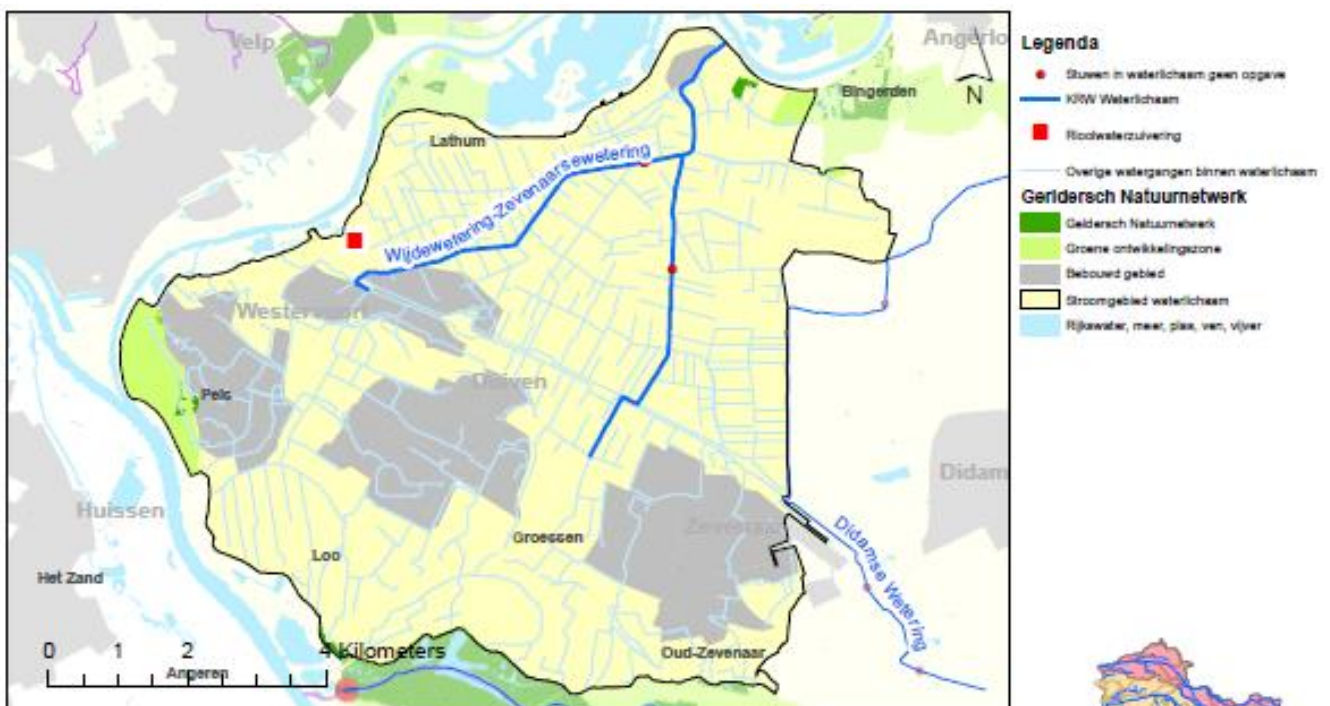 Velp
Angerlo
N
Bingerden
Lathum
Wijdewetering-Zevenaarsewetering
Westervoort
Duiven
Pels
Didam
Huissen
Zevenaar
Groessen
Didamse Wetering
Loo
Het Zand
0 1 2 4 Kilometers
Angeren
Oud-Zevenaar
Legenda
Stuwen in waterlichaam geen opgave
KRW Waterlichaam
Rioolwaterzuivering
Overige watergangen binnen waterlichaam
Gerldersch Natuurnetwerk
Geldersch Natuurnetwerk
Groene ontwikkelingszone
Bebouwd gebied
Stroomgebied waterlichaam
Rijkswater, meer, plas, ven, vijver